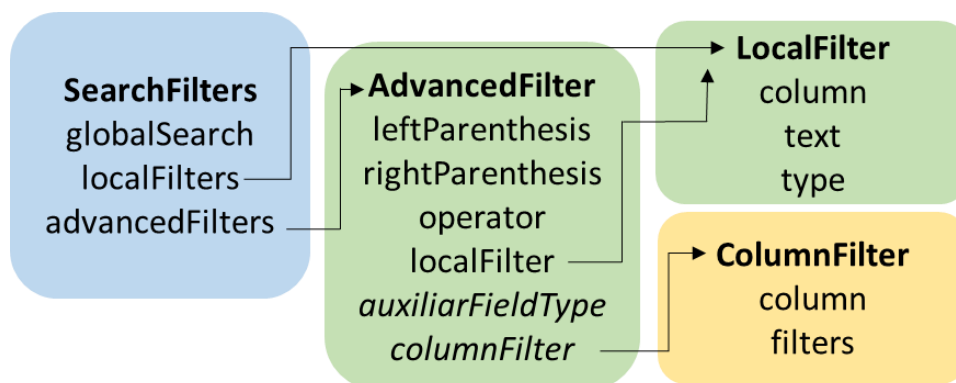 SearchFilters
globalSearch
localFilters
advancedFilters
AdvancedFilter
leftParenthesis
rightParenthesis
operator
localFilter
auxiliarFieldType
columnFilter
LocalFilter
column
text
type
ColumnFilter
column
filters